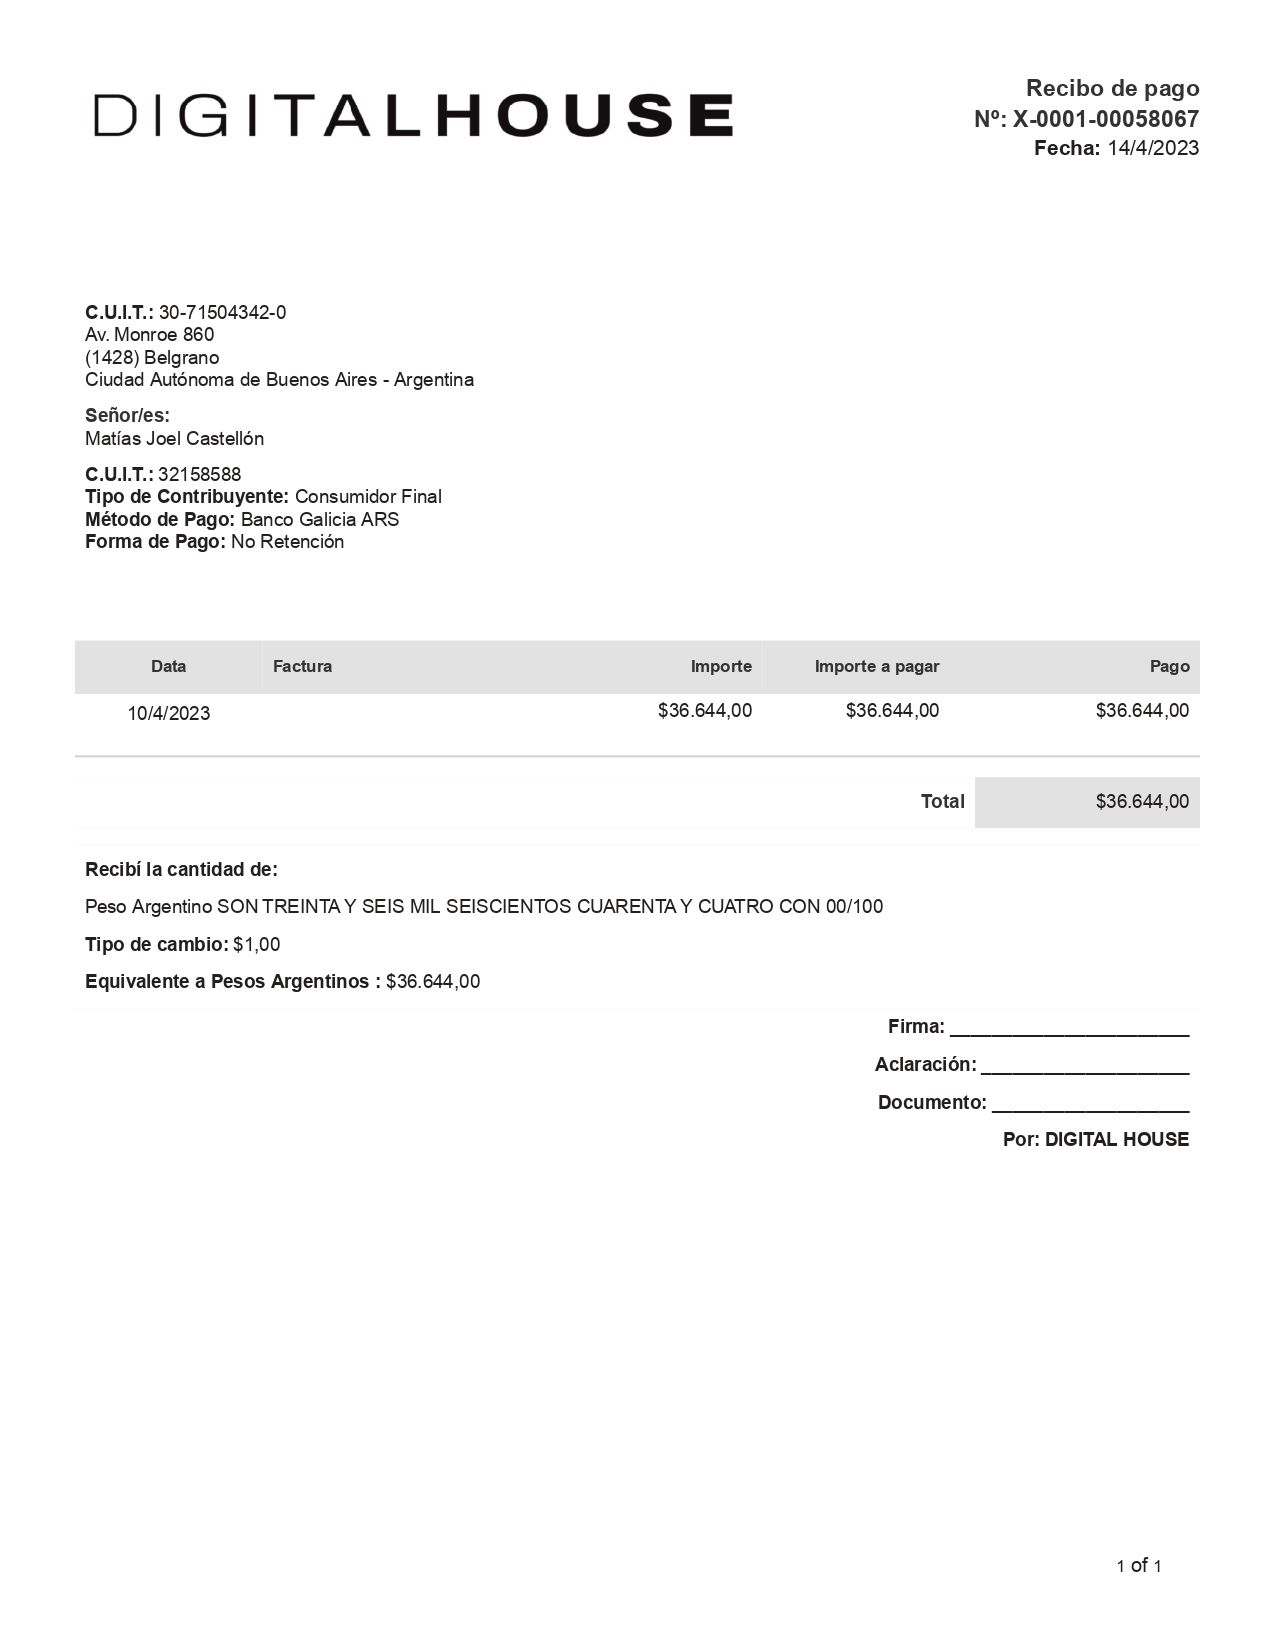 DIGITALHOUSE
Recibo de pago
Nº: X-0001-00058067
Fecha: 14/4/2023
C.U.I.T.: 30-71504342-0
Av. Monroe 860
(1428) Belgrano
Ciudad Autónoma de Buenos Aires - Argentina
Señor/es:
Matías Joel Castellón
C.U.I.T.: 32158588
Tipo de Contribuyente: Consumidor Final
Método de Pago: Banco Galicia ARS
Forma de Pago: No Retención
Data Factura Importe Importe a pagar Pago
10/4/2023 $36.644,00 $36.644,00 $36.644,00
Total $36.644,00
Recibí la cantidad de:
Peso Argentino SON TREINTA Y SEIS MIL SEISCIENTOS CUARENTA Y CUATRO CON 00/100
Tipo de cambio: $1,00
Equivalente a Pesos Argentinos : $36.644,00
Firma: _______________________
Aclaración: ____________________
Documento: ___________________
Por: DIGITAL HOUSE
1 of 1